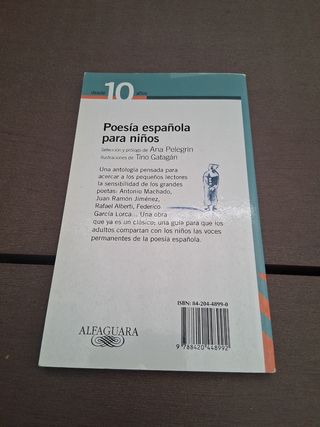 desde 10 años
Poesía española
para niños
Selección y prólogo de Ana Pelegrín
Ilustraciones de Tino Gatagán
Una antología pensada para
acercar a los pequeños lectores
la sensibilidad de los grandes
poetas: Antonio Machado,
Juan Ramón Jiménez,
Rafael Alberti, Federico
García Lorca... Una obra
que ya es un clásico; una guía para que los
adultos compartan con los niños las voces
permanentes de la poesía española.
ISBN: 84-204-4899-0
ALFAGUARA
9 788420 448992